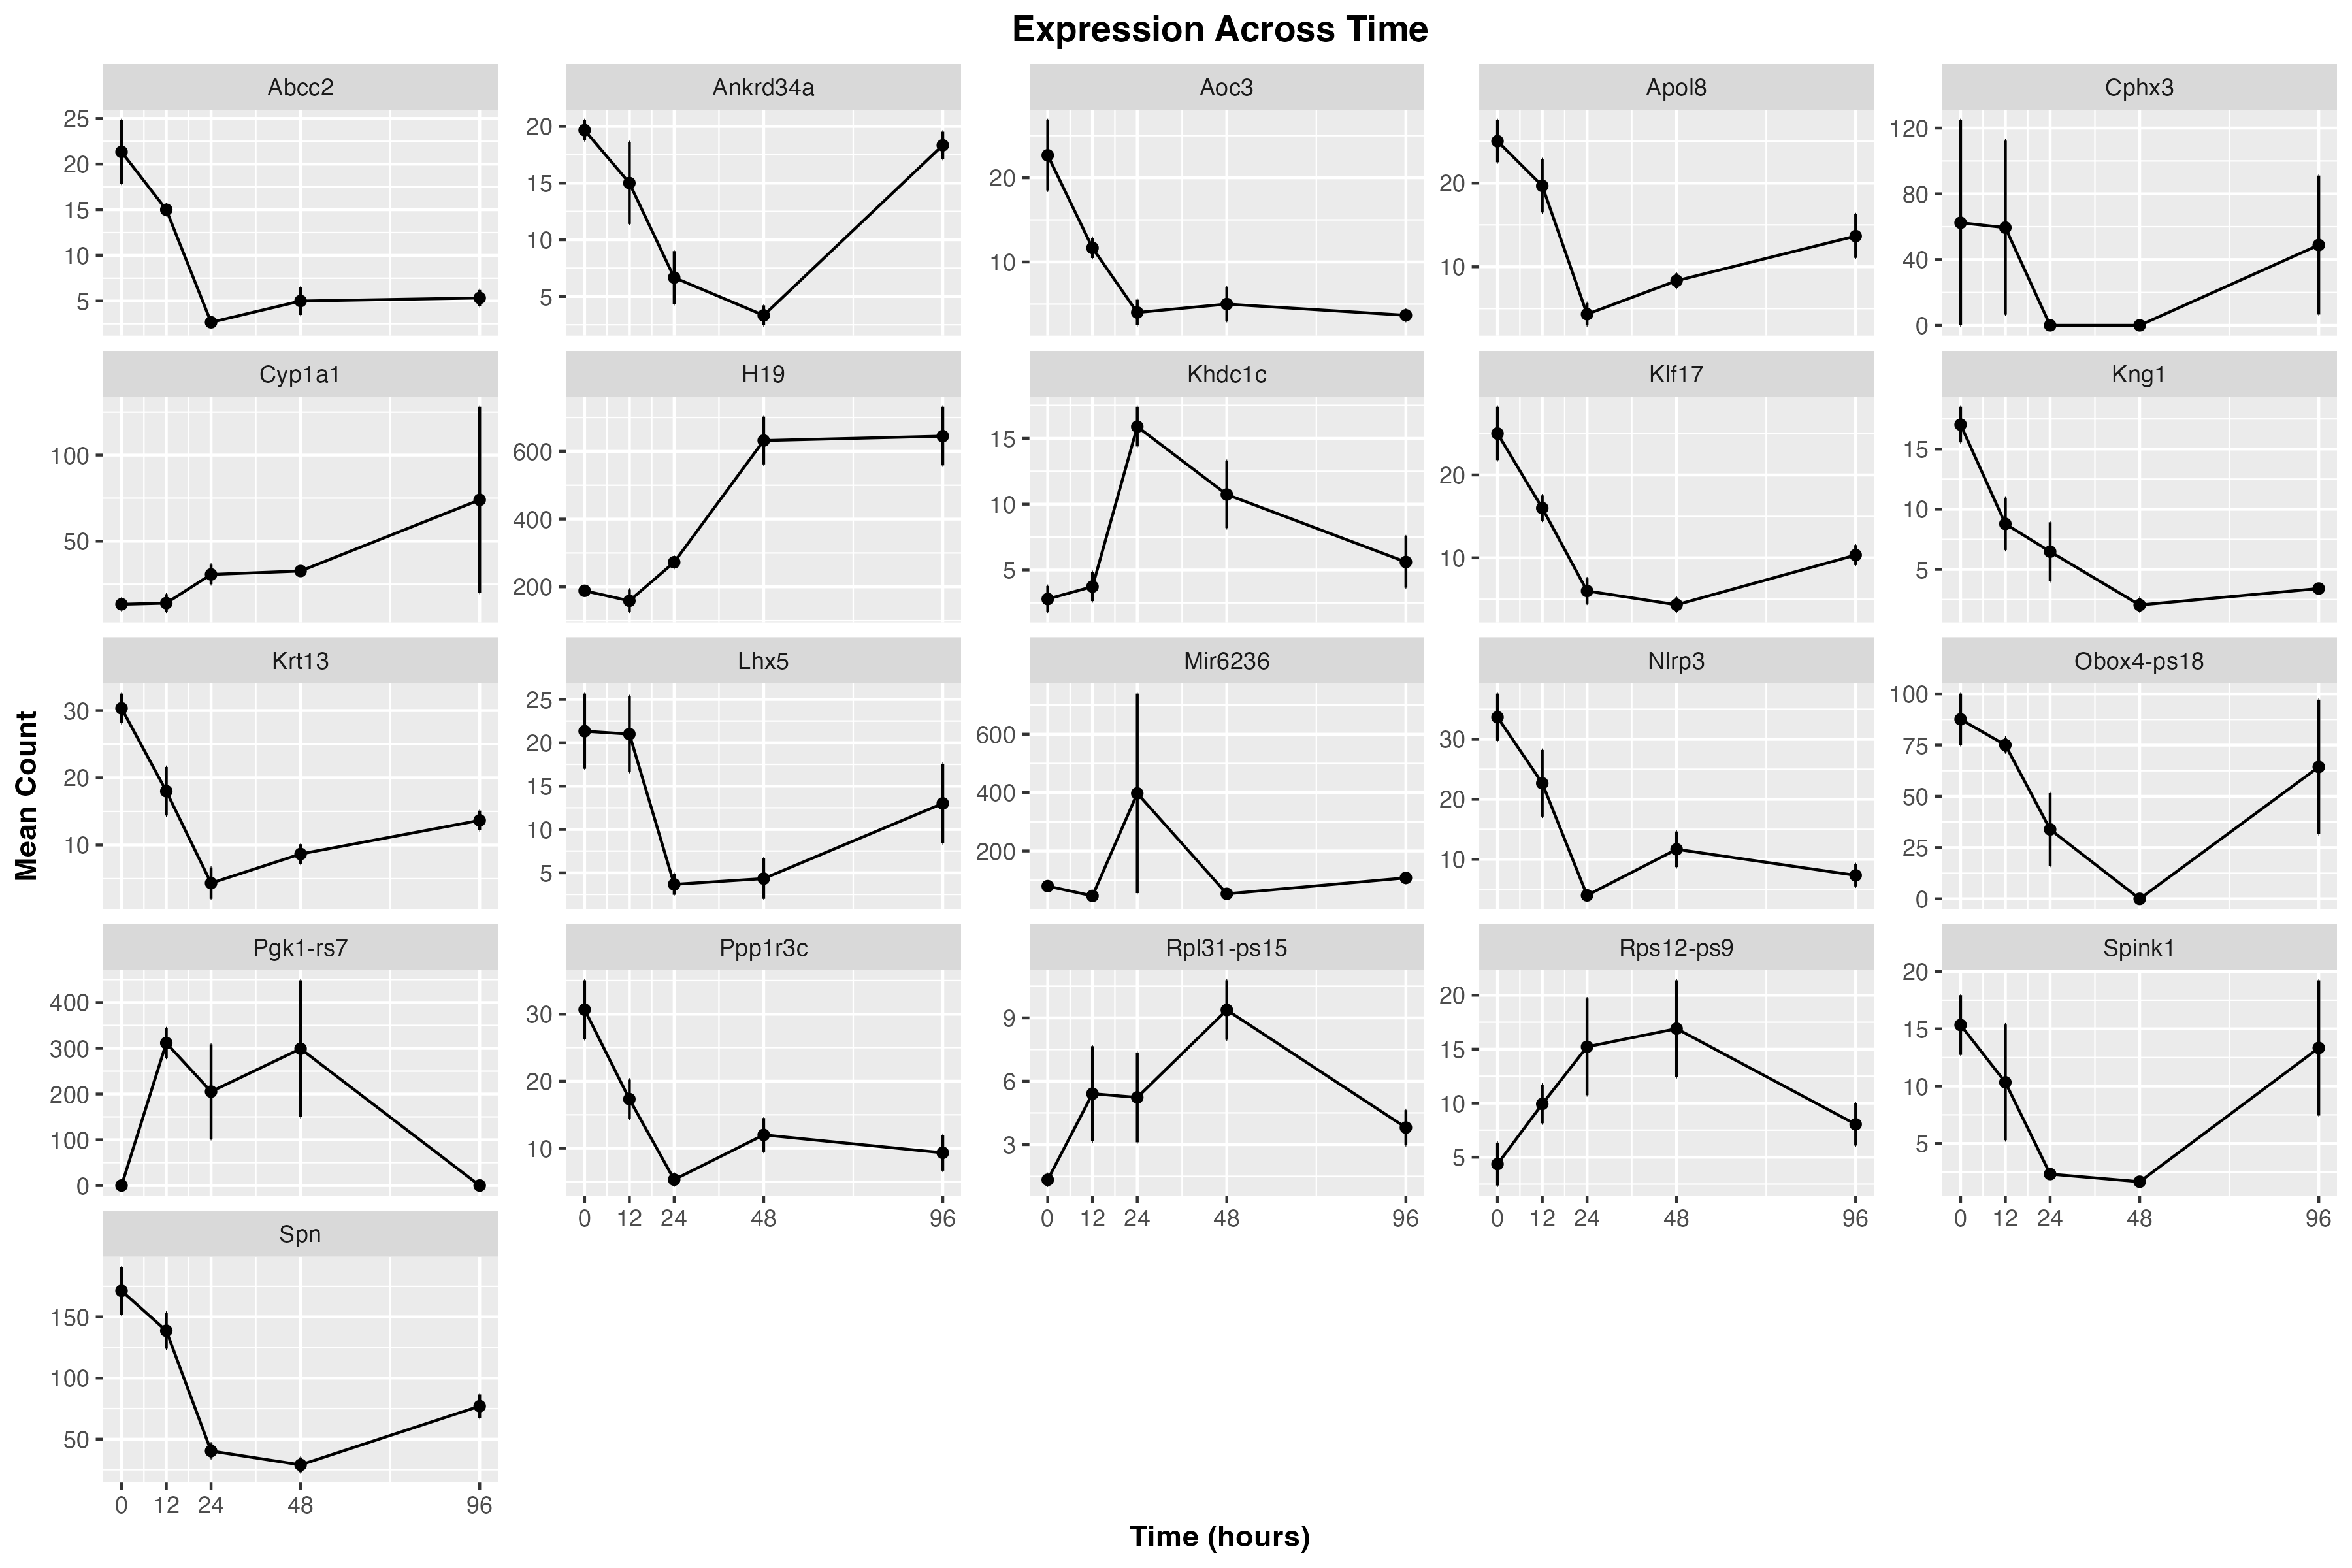 Expression Across Time
Abcc2 Ankrd34a Aoc3 Apol8 Cphx3
25 20 15 10 5
20 15 10 5
20 10
20 10
120 80 40 0
Cyp1a1 H19 Khdc1c Klf17 Kng1
100 50
600 400 200
15 10 5
20 10
15 10 5
Krt13 Lhx5 Mir6236 Nlrp3 Obox4-ps18
30 20 10
25 20 15 10 5
600 400 200
30 20 10
100 75 50 25 0
Pgk1-rs7 Ppp1r3c Rpl31-ps15 Rps12-ps9 Spink1
400 300 200 100 0
30 20 10
9 6 3
20 15 10 5
20 15 10 5
0 12 24 48 96
0 12 24 48 96
0 12 24 48 96
0 12 24 48 96
Spn
150 100 50
0 12 24 48 96
Mean Count
Time (hours)